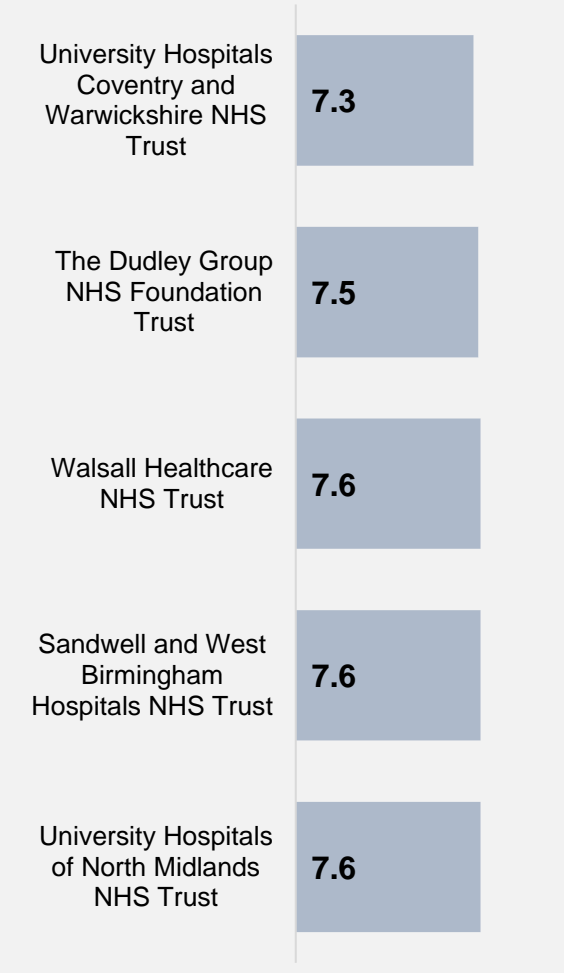 University Hospitals
Coventry and
Warwickshire NHS
Trust
7.3
The Dudley Group
NHS Foundation
Trust
7.5
Walsall Healthcare
NHS Trust
7.6
Sandwell and West
Birmingham
Hospitals NHS Trust
7.6
University Hospitals
of North Midlands
NHS Trust
7.6